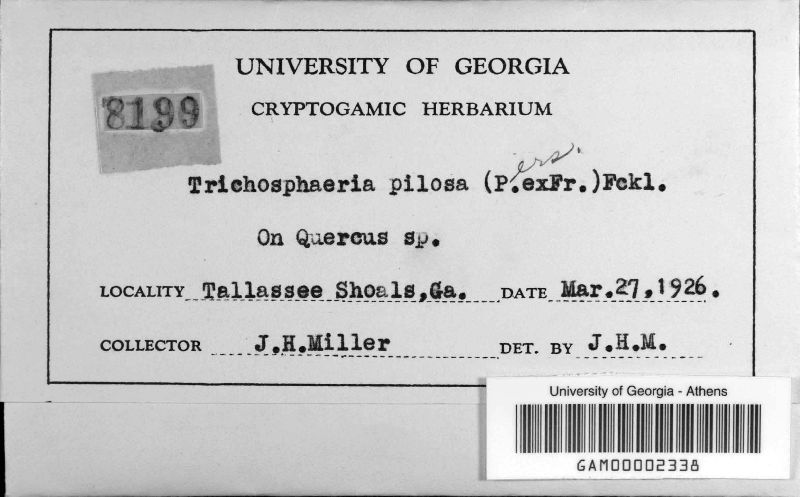 UNIVERSITY OF GEORGIA
CRYPTOGAMIC HERBARIUM
8199
Trichosphaeria pilosa (P.ers. exFr.)Fckl.
On Quercus sp.
LOCALITY Tallassee Shoals,Ga. DATE Mar.27,1926.
COLLECTOR J.H.Miller DET. BY J.H.M.
University of Georgia - Athens
GAM00002338